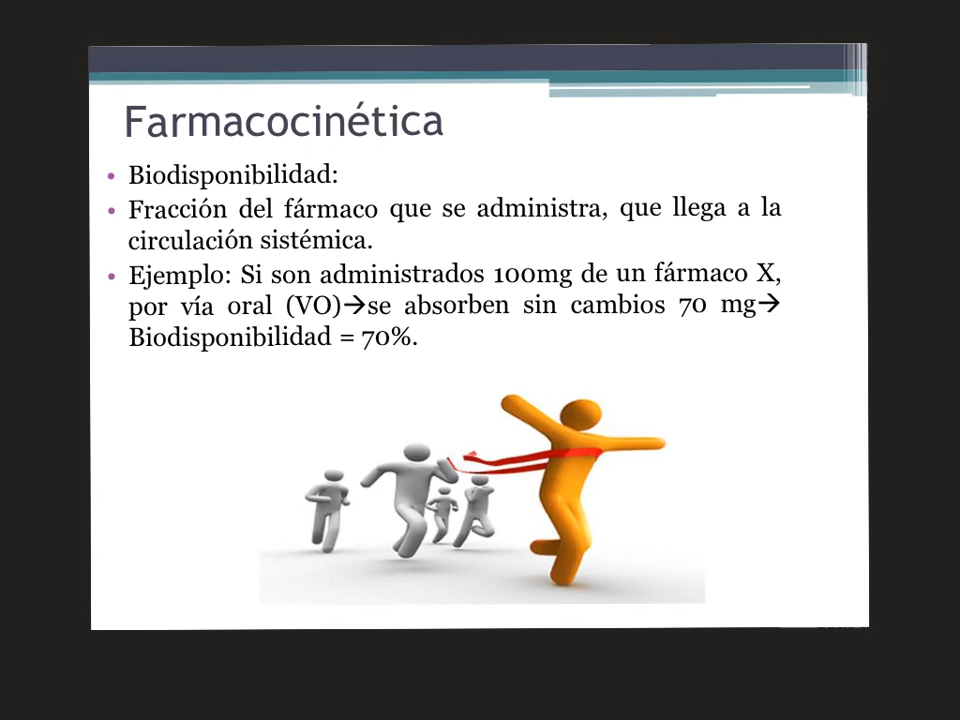 Farmacocinética
• Biodisponibilidad:
• Fracción del fármaco que se administra, que llega a la
circulación sistémica.
• Ejemplo: Si son administrados 100mg de un fármaco X,
por vía oral (VO)→se absorben sin cambios 70 mg→
Biodisponibilidad = 70%.